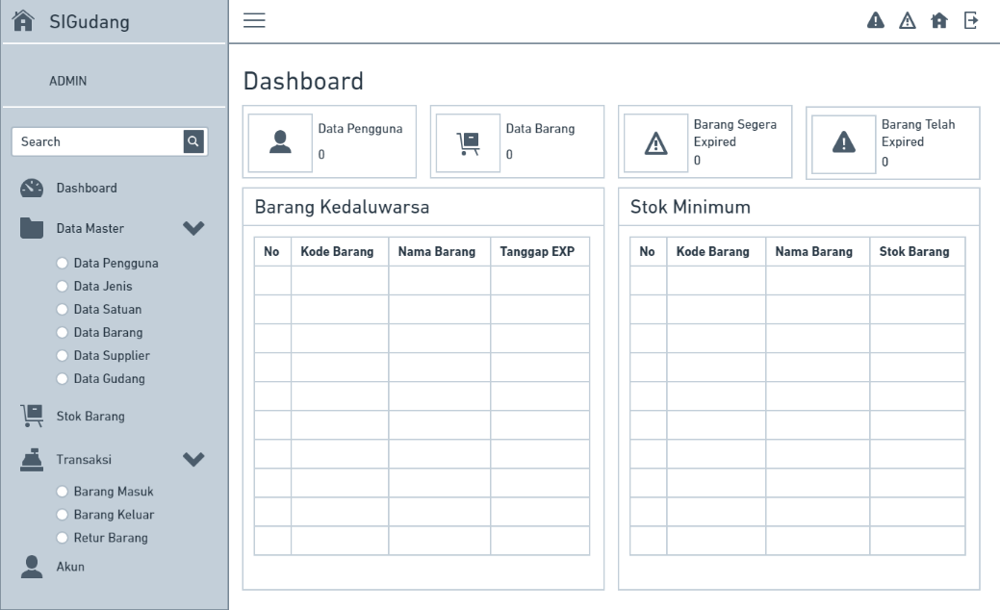 SIGudang
ADMIN
Search
Dashboard
Data Master
Data Pengguna
Data Jenis
Data Satuan
Data Barang
Data Supplier
Data Gudang
Stok Barang
Transaksi
Barang Masuk
Barang Keluar
Retur Barang
Akun
Dashboard
Data Pengguna
0
Data Barang
0
Barang Segera
Expired
0
Barang Telah
Expired
0
Barang Kedaluwarsa
No Kode Barang Nama Barang Tanggap EXP
Stok Minimum
No Kode Barang Nama Barang Stok Barang